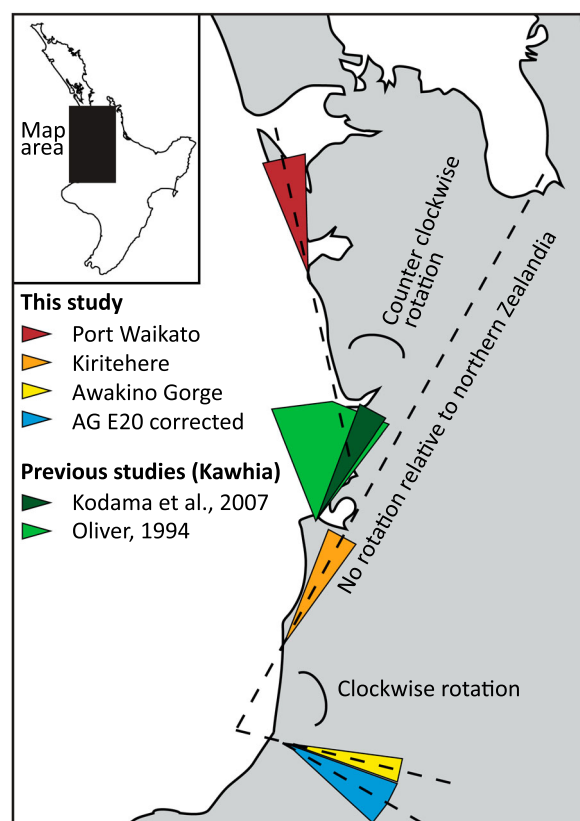 Map
area
This study
Port Waikato
Kiritehere
Awakino Gorge
AG E20 corrected
Previous studies (Kawhia)
Kodama et al., 2007
Oliver, 1994
Counter clockwise
rotation
No rotation relative to northern Zealandia
Clockwise rotation